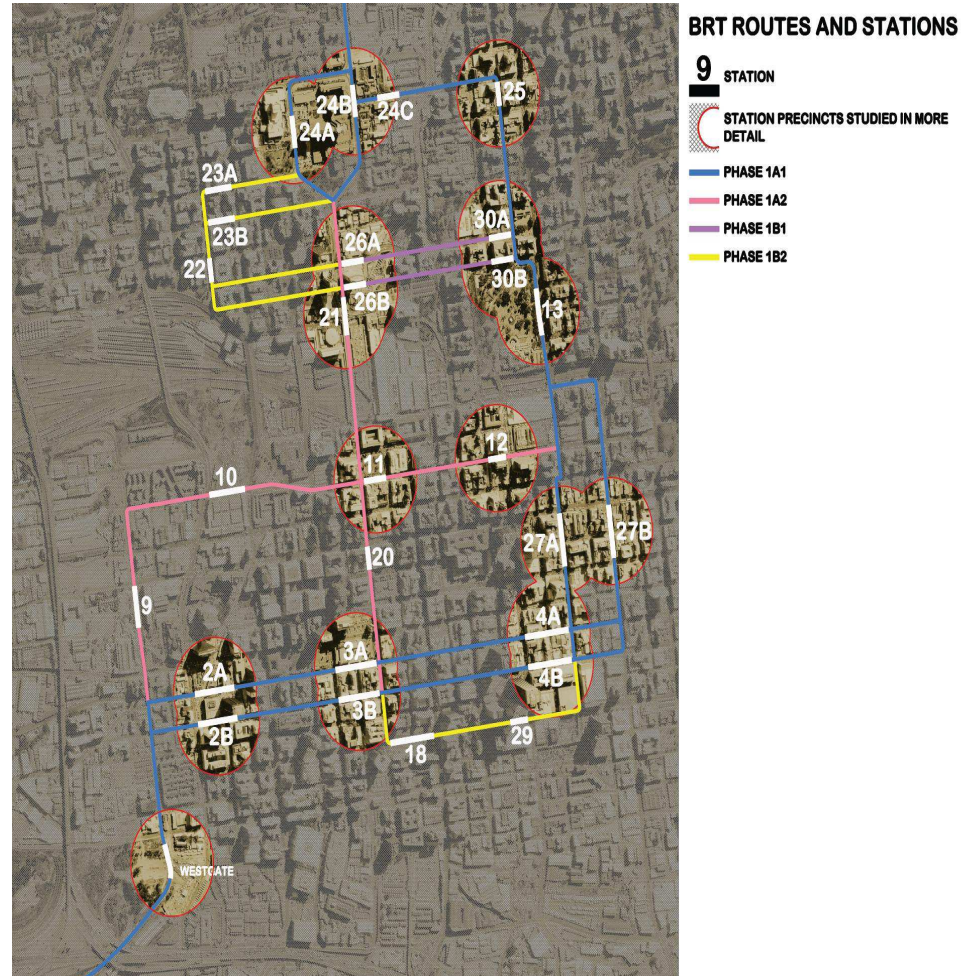 BRT ROUTES AND STATIONS
9 STATION
STATION PRECINCTS STUDIED IN MORE
DETAIL
PHASE 1A1
PHASE 1A2
PHASE 1B1
PHASE 1B2
24B
24C
25
24A
23A
23B
22
26A
30A
26B
30B
21
13
12
11
10
27A
27B
20
9
4A
3A
2A
4B
3B
2B
29
18
WESTGATE